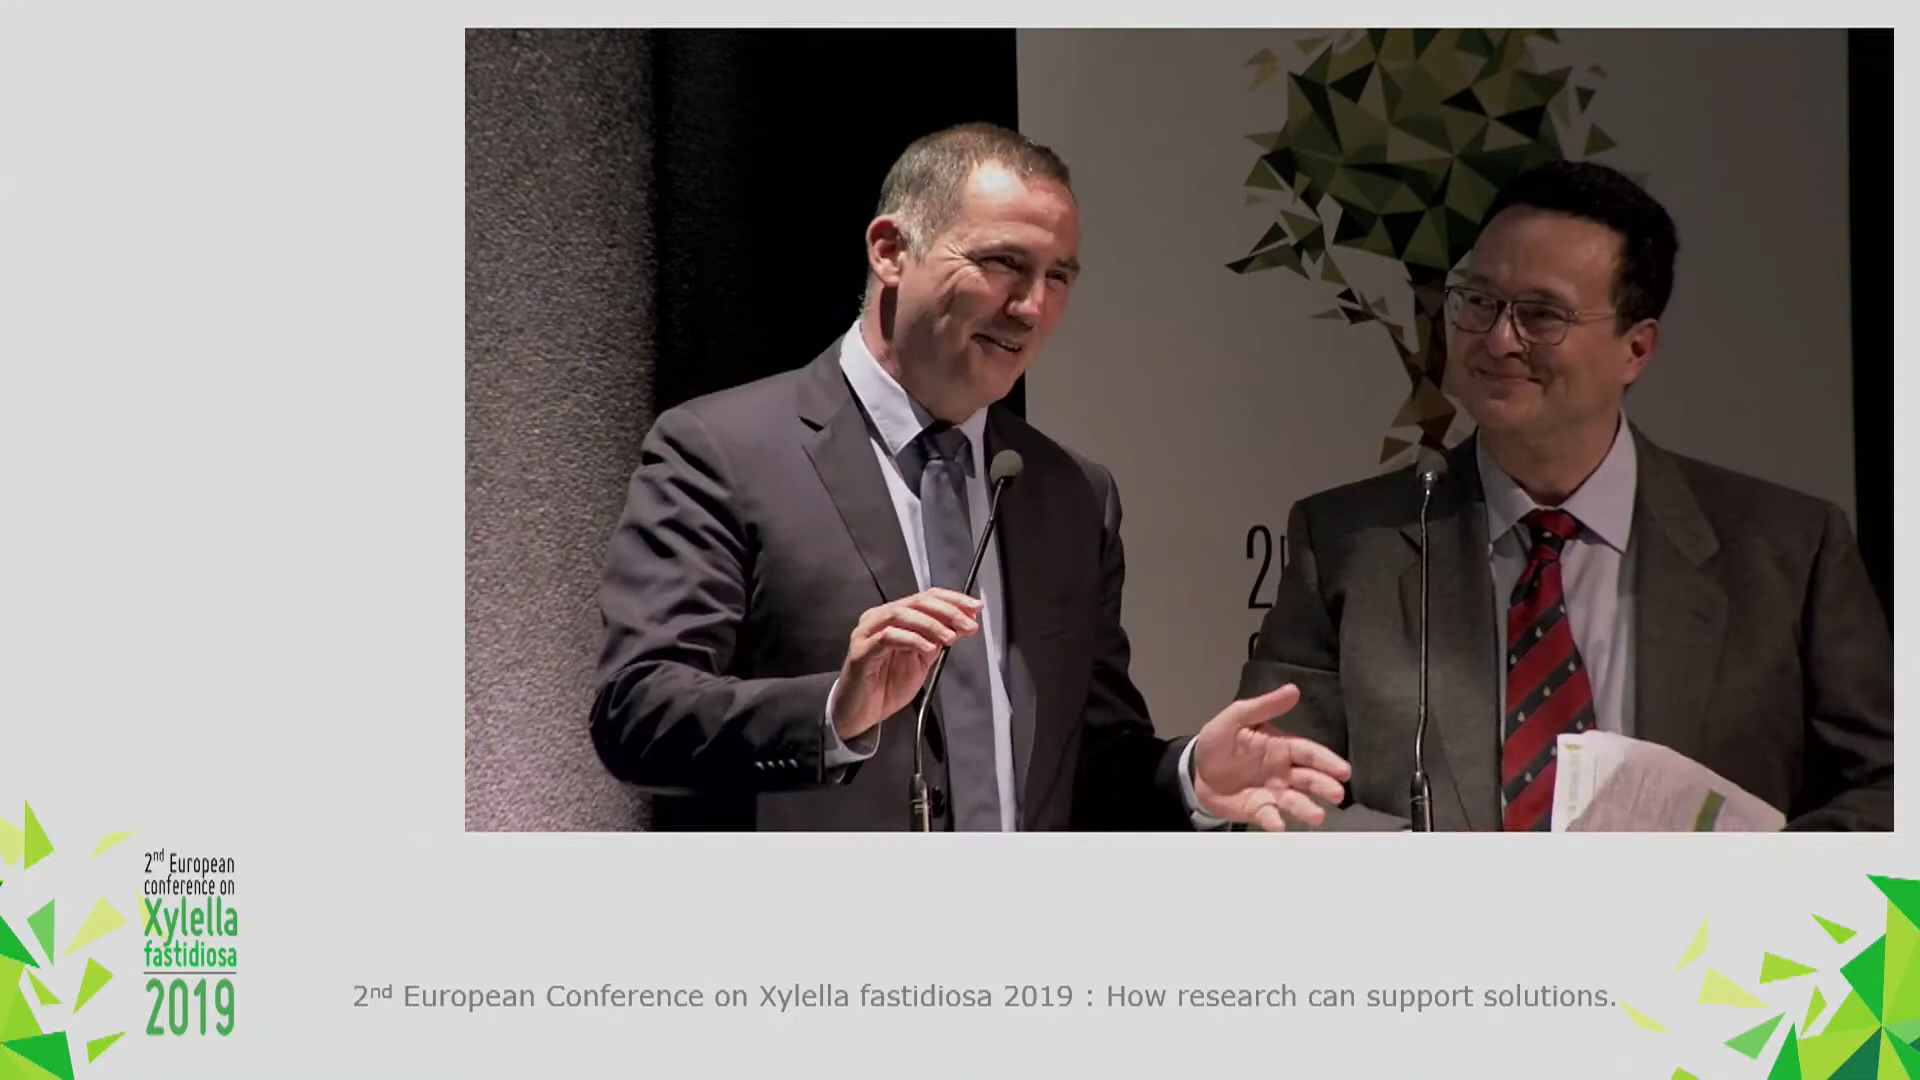 2nd European
conference on
Xylella
fastidiosa
2019
2nd European Conference on Xylella fastidiosa 2019 : How research can support solutions.